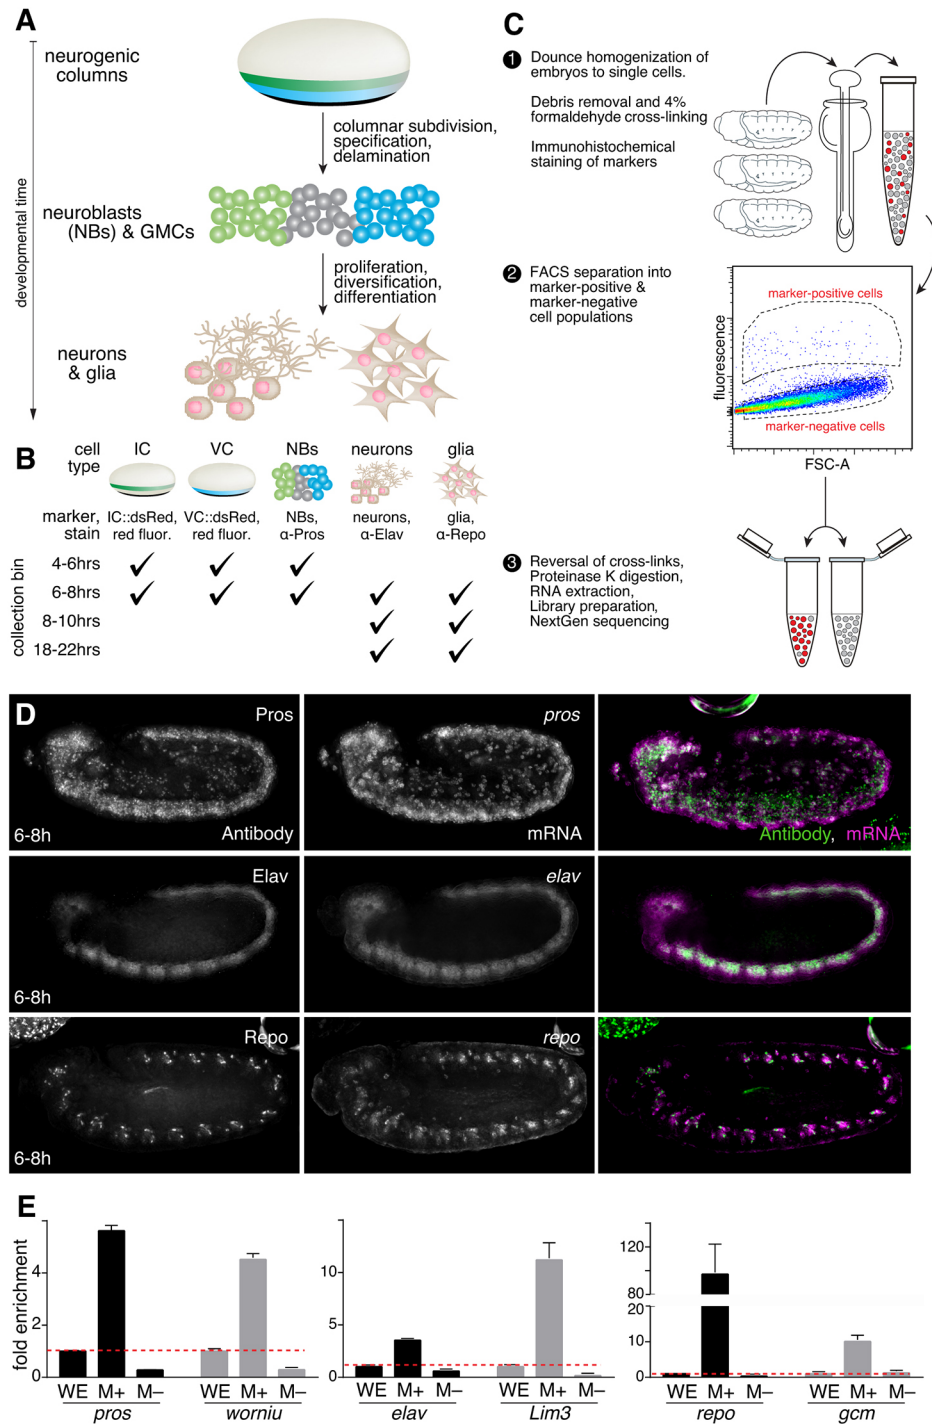 A
neurogenic
columns
developmental time
columnar subdivision,
specification,
delamination
neuroblasts
(NBs) & GMCs
proliferation,
diversification,
differentiation
neurons
& glia
B
cell
type
IC
VC
NBs
neurons
glia
marker,
stain
IC::dsRed,
red fluor.
VC::dsRed,
red fluor.
NBs,
α-Pros
neurons,
α-Elav
glia,
α-Repo
collection bin
4-6hrs
6-8hrs
8-10hrs
18-22hrs
C
1
Dounce homogenization of
embryos to single cells.
Debris removal and 4%
formaldehyde cross-linking
Immunohistochemical
staining of markers
2
FACS separation into
marker-positive &
marker-negative
cell populations
marker-positive cells
fluorescence
marker-negative cells
FSC-A
3
Reversal of cross-links,
Proteinase K digestion,
RNA extraction,
Library preparation,
NextGen sequencing
D
Pros
6-8h
Antibody
pros
mRNA
Antibody, mRNA
Elav
6-8h
elav
Repo
6-8h
repo
E
fold enrichment
4
2
0
WE M+ M–
pros
WE M+ M–
worniu
10
5
0
WE M+ M–
elav
WE M+ M–
Lim3
120
80
20
10
0
WE M+ M–
repo
WE M+ M–
gcm